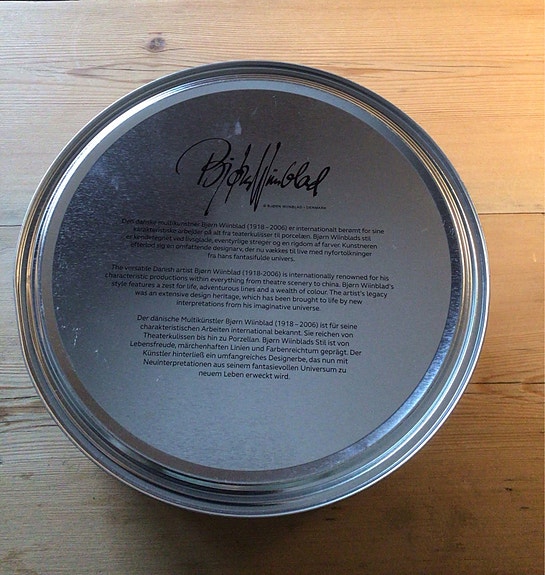 Bjørn Wiinblad
© BJØRN WIINBLAD · DENMARK
Den danske multikunstner Bjørn Wiinblad (1918–2006) er internationalt berømt for sine
karakteristiske arbejder på alt fra teaterkulisser til porcelæn. Bjørn Wiinblads stil
er kendetegnet ved livsglade, eventyrlige streger og en rigdom af farver. Kunstneren
efterlod sig en omfattende designarv, der nu vækkes til live med nyfortolkninger
fra hans fantasifulde univers.
The versatile Danish artist Bjørn Wiinblad (1918-2006) is internationally renowned for his
characteristic productions within everything from theatre scenery to china. Bjørn Wiinblad's
style features a zest for life, adventurous lines and a wealth of colour. The artist's legacy
was an extensive design heritage, which has been brought to life by new
interpretations from his imaginative universe.
Der dänische Multikünstler Bjørn Wiinblad (1918–2006) ist für seine
charakteristischen Arbeiten international bekannt. Sie reichen von
Theaterkulissen bis hin zu Porzellan. Bjørn Wiinblads Stil ist von
Lebensfreude, märchenhaften Linien und Farbenreichtum geprägt. Der
Künstler hinterließ ein umfangreiches Designerbe, das nun mit
Neuinterpretationen aus seinem fantasievollen Universum zu
neuem Leben erweckt wird.